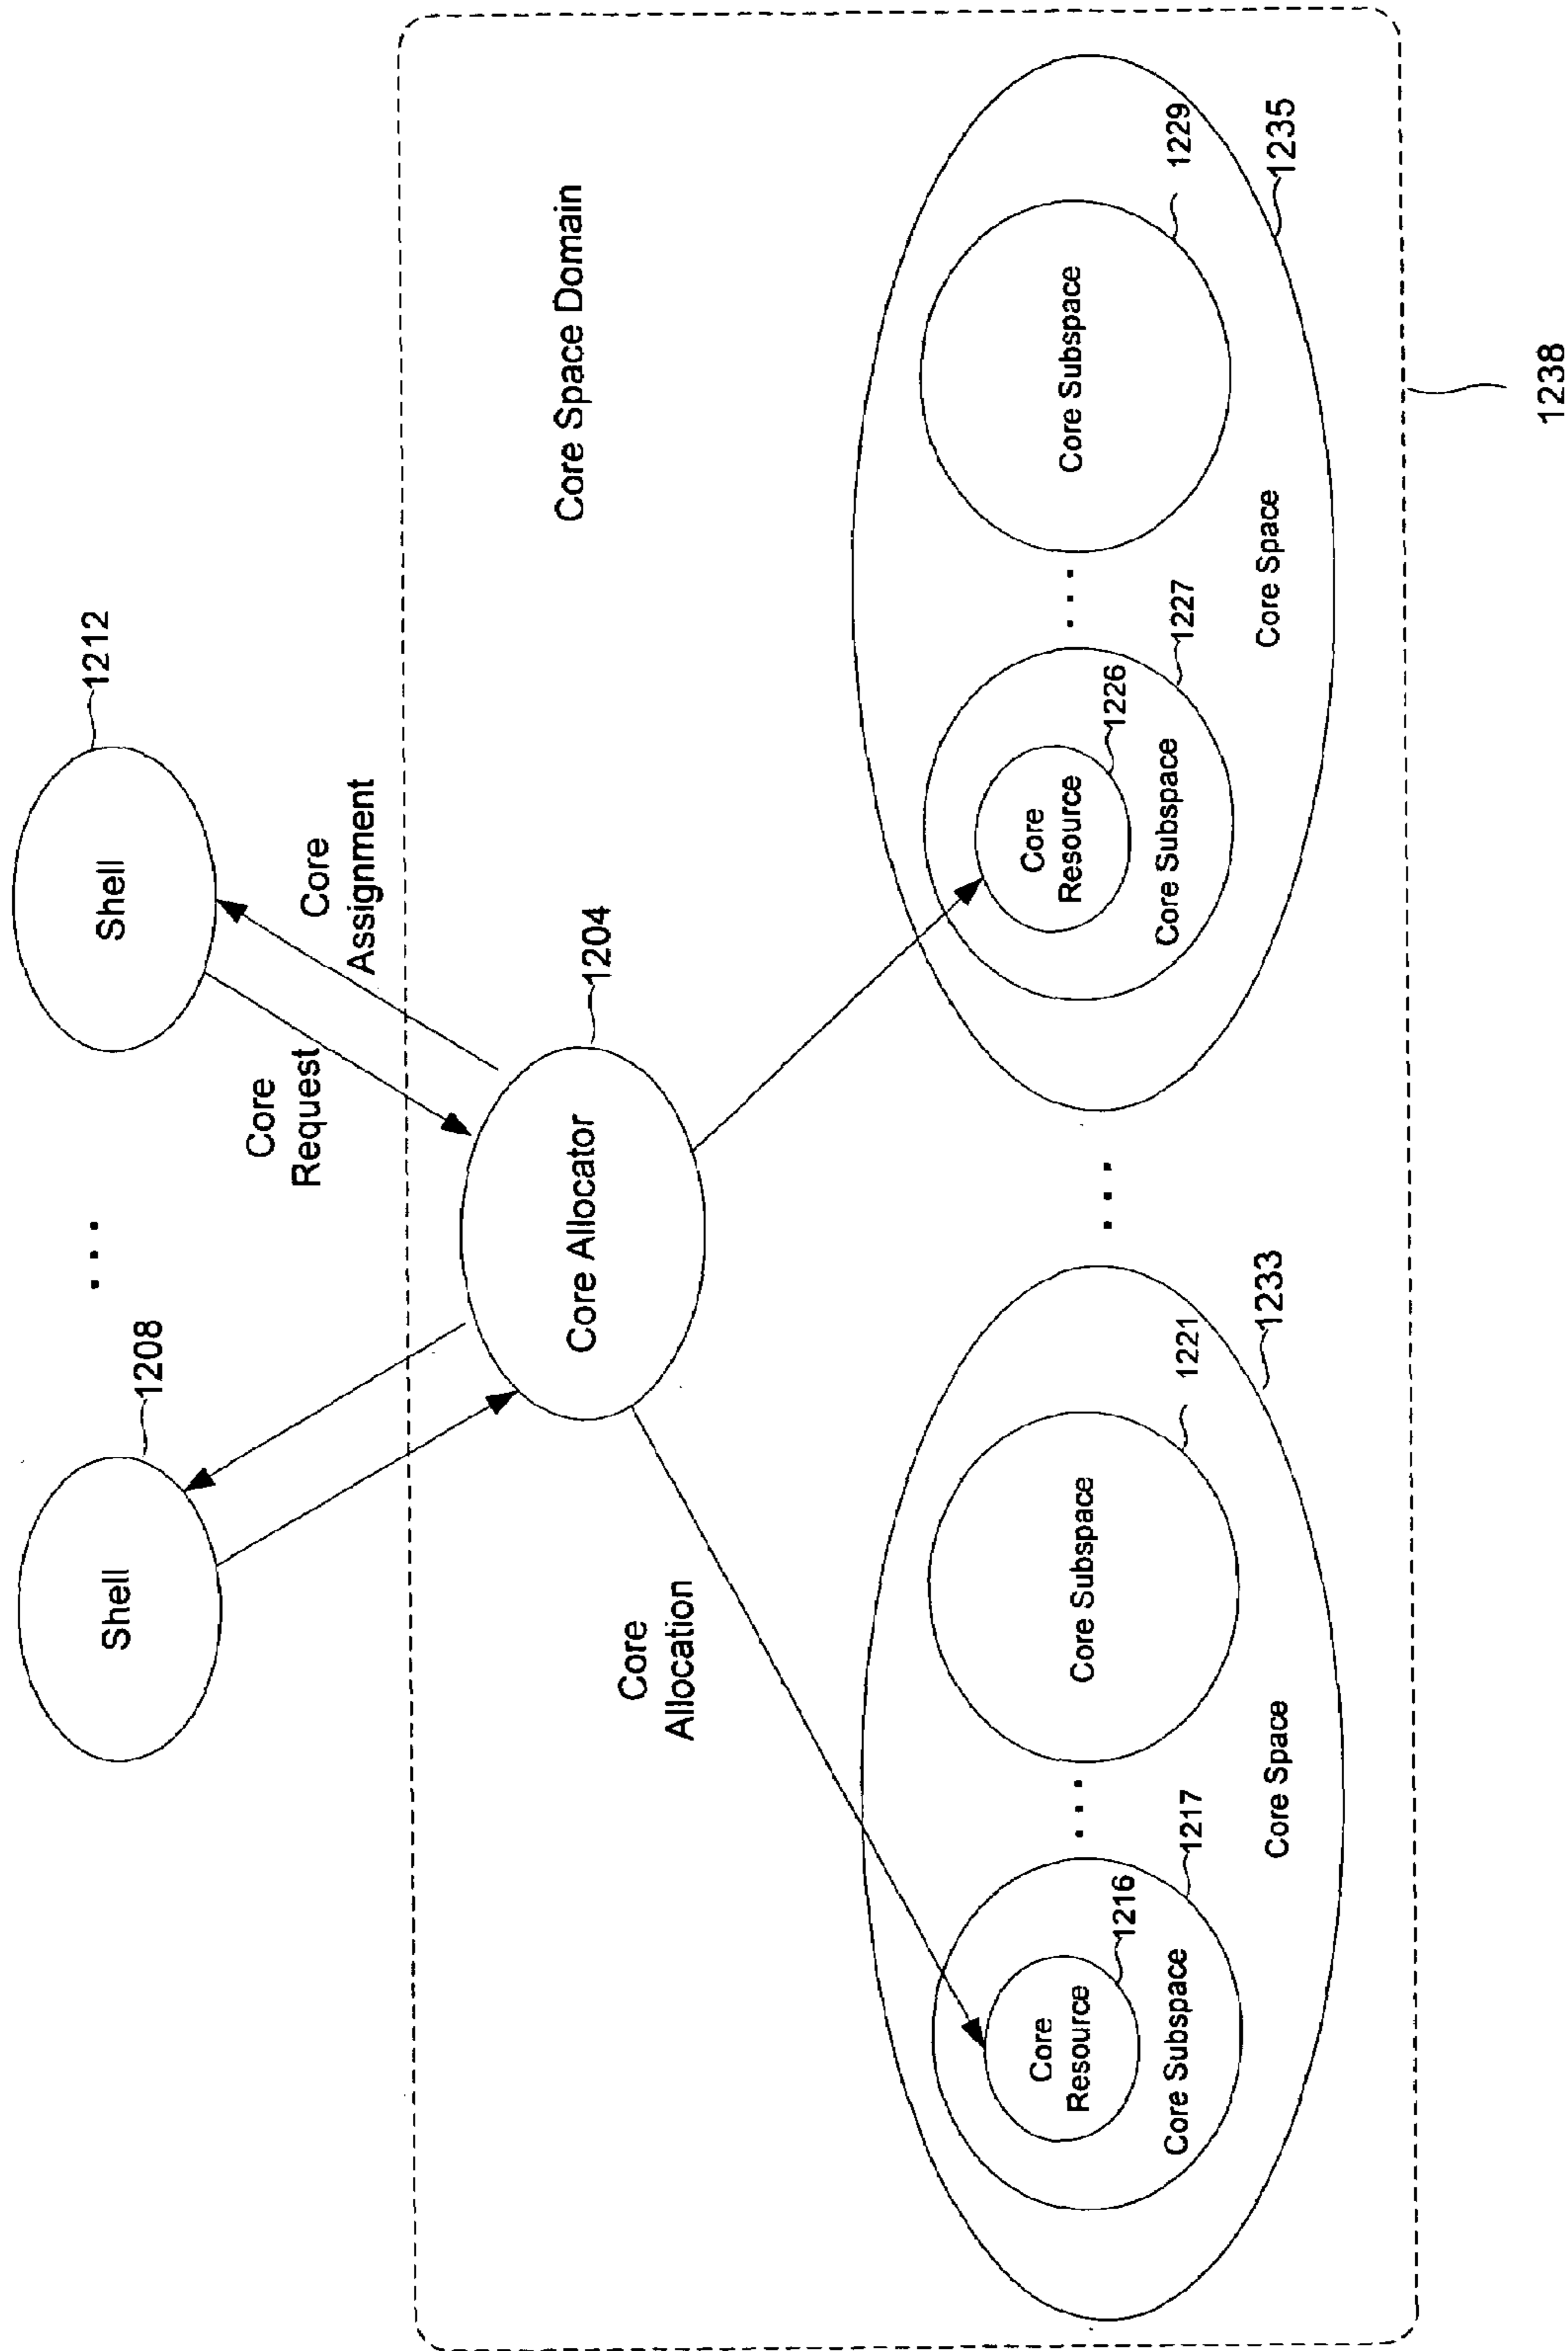 Shell
1208
. . .
Shell
1212
Core
Request
Core
Assignment
Core Allocator
1204
Core Space Domain
Core
Allocation
Core
Resource
1216
Core Subspace
1217
. . .
Core Subspace
1221
Core Space
1233
. . .
Core
Resource
1226
Core Subspace
1227
. . .
Core Subspace
1229
Core Space
1235
1238